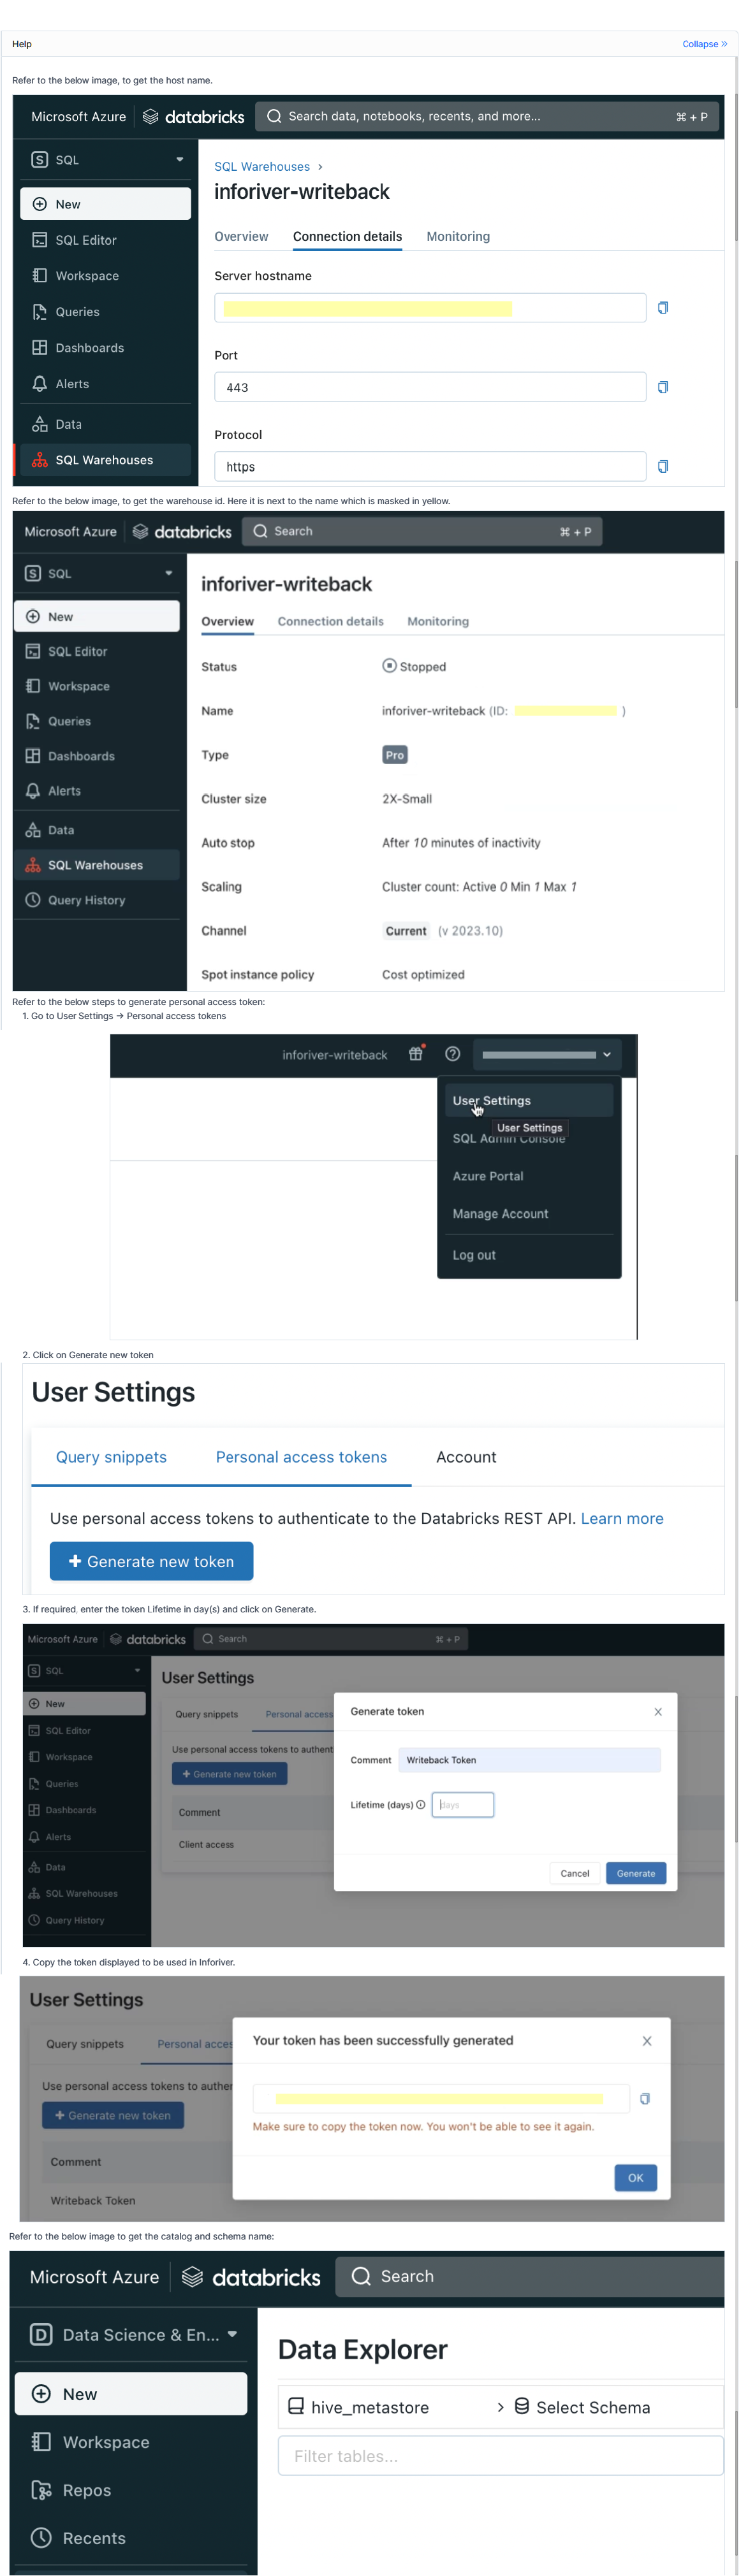 Help
Collapse »
Refer to the below image, to get the host name.
Microsoft Azure databricks Search data, notebooks, recents, and more... ⌘ + P
S SQL
New
SQL Editor
Workspace
Queries
Dashboards
Alerts
Data
SQL Warehouses
SQL Warehouses ›
inforiver-writeback
Overview Connection details Monitoring
Server hostname
Port
443
Protocol
https
Refer to the below image, to get the warehouse id. Here it is next to the name which is masked in yellow.
Microsoft Azure databricks Search ⌘ + P
S SQL
New
SQL Editor
Workspace
Queries
Dashboards
Alerts
Data
SQL Warehouses
Query History
inforiver-writeback
Overview Connection details Monitoring
Status Stopped
Name inforiver-writeback (ID: )
Type Pro
Cluster size 2X-Small
Auto stop After 10 minutes of inactivity
Scaling Cluster count: Active 0 Min 1 Max 1
Channel Current (v 2023.10)
Spot instance policy Cost optimized
Refer to the below steps to generate personal access token:
1. Go to User Settings → Personal access tokens
inforiver-writeback
User Settings
User Settings
SQL Admin Console
Azure Portal
Manage Account
Log out
2. Click on Generate new token
User Settings
Query snippets Personal access tokens Account
Use personal access tokens to authenticate to the Databricks REST API. Learn more
+ Generate new token
3. If required, enter the token Lifetime in day(s) and click on Generate.
Microsoft Azure databricks Search ⌘ + P
S SQL
New
SQL Editor
Workspace
Queries
Dashboards
Alerts
Data
SQL Warehouses
Query History
User Settings
Query snippets Personal access
Use personal access tokens to authent
+ Generate new token
Comment
Client access
Generate token
Comment Writeback Token
Lifetime (days) days
Cancel Generate
4. Copy the token displayed to be used in Inforiver.
User Settings
Query snippets Personal acces
Use personal access tokens to auther
+ Generate new token
Comment
Writeback Token
Your token has been successfully generated
Make sure to copy the token now. You won't be able to see it again.
OK
Refer to the below image to get the catalog and schema name:
Microsoft Azure databricks Search
D Data Science & En...
New
Workspace
Repos
Recents
Data Explorer
hive_metastore › Select Schema
Filter tables...